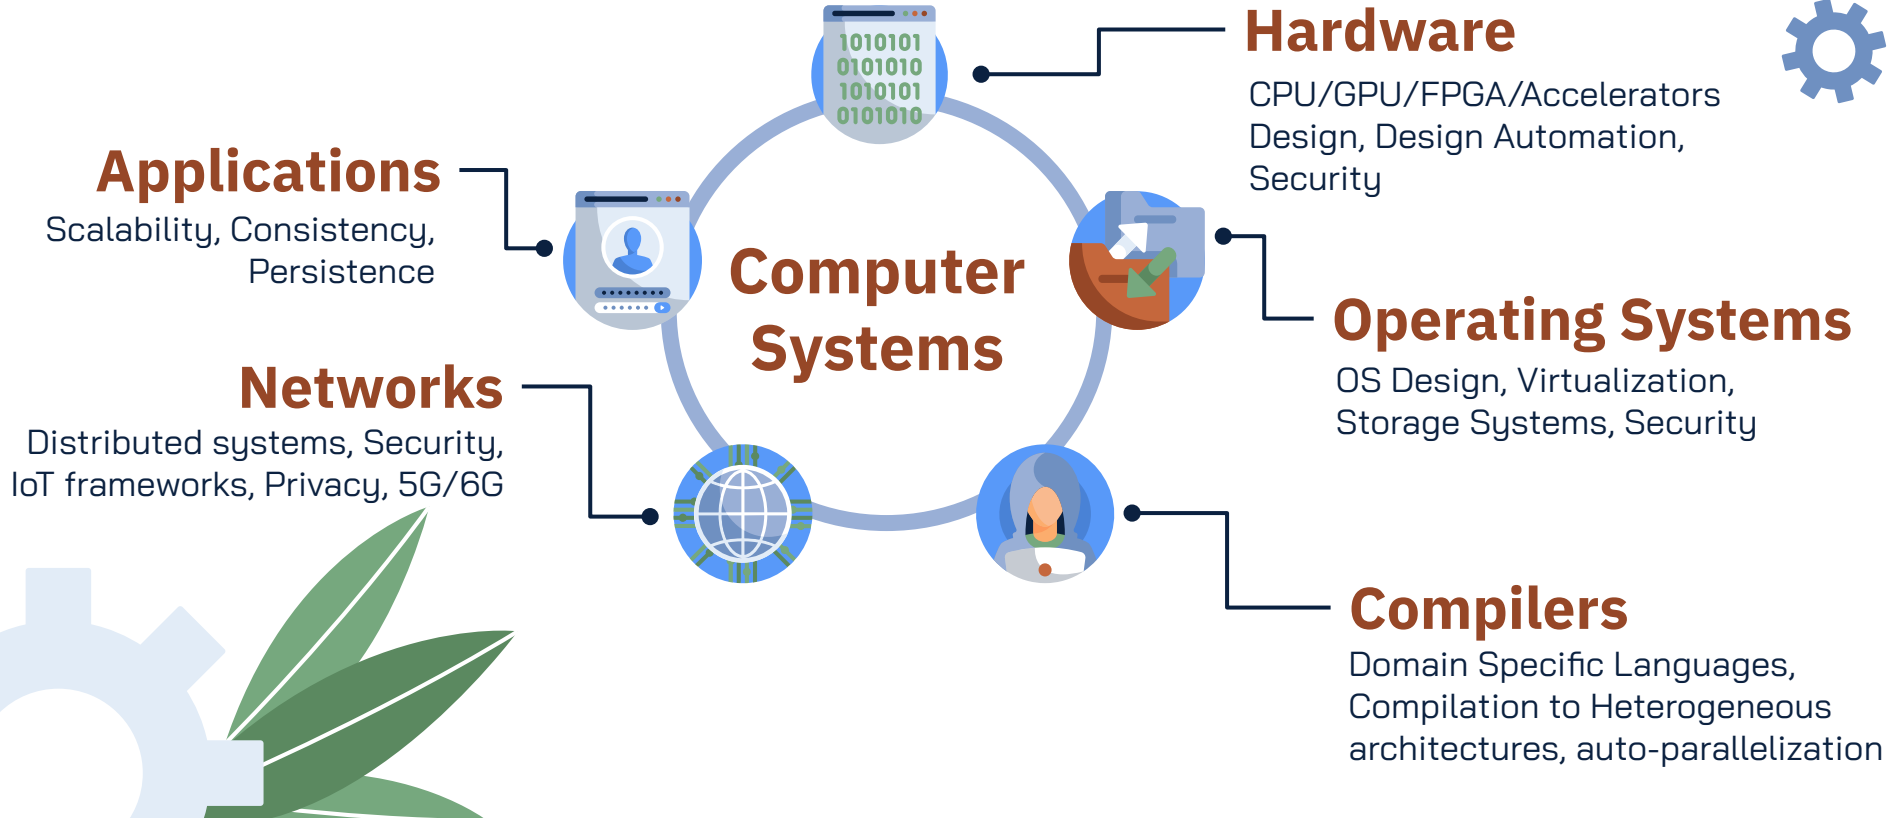 Computer
Systems
Hardware
CPU/GPU/FPGA/Accelerators
Design, Design Automation,
Security
Operating Systems
OS Design, Virtualization,
Storage Systems, Security
Compilers
Domain Specific Languages,
Compilation to Heterogeneous
architectures, auto-parallelization
Networks
Distributed systems, Security,
IoT frameworks, Privacy, 5G/6G
Applications
Scalability, Consistency,
Persistence
1010101
0101010
1010101
0101010